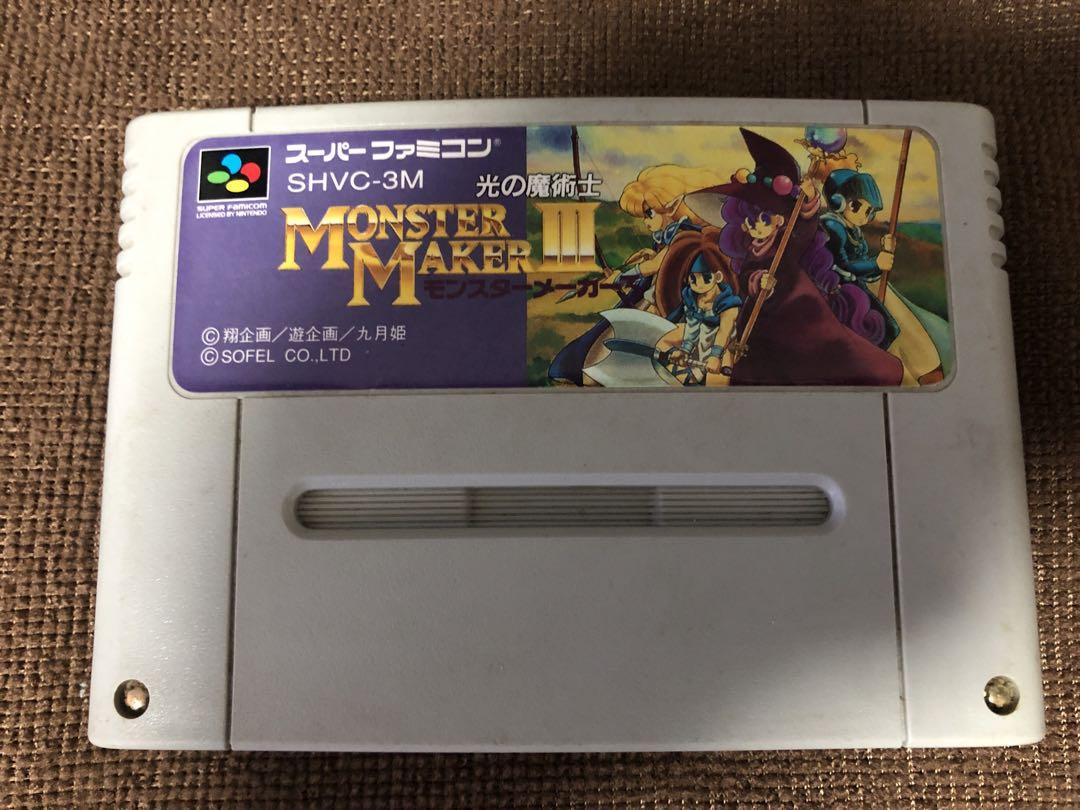 スーパーファミコン®
SHVC-3M
SUPER FAMICOM
LICENSED BY NINTENDO
光の魔術士
MONSTER
MAKER III
モンスターメーカー3
©翔企画/遊企画/九月姫
©SOFEL CO.,LTD